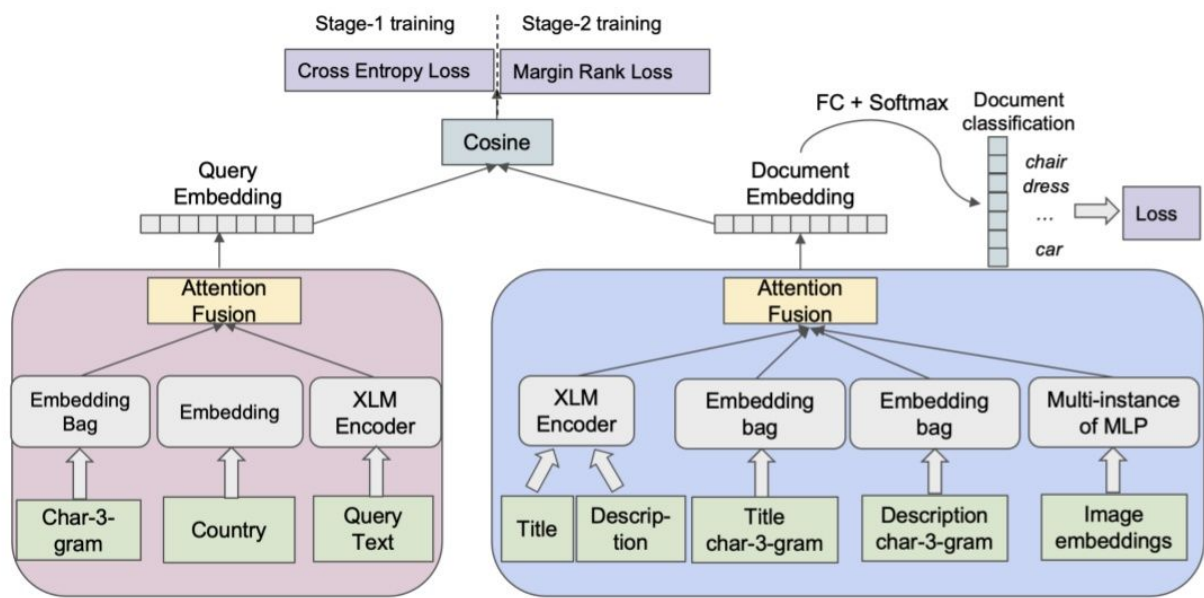 Stage-1 training
Stage-2 training
Cross Entropy Loss
Margin Rank Loss
Cosine
FC + Softmax
Document
classification
chair
dress
...
car
Loss
Query
Embedding
Document
Embedding
Attention
Fusion
Attention
Fusion
Embedding
Bag
Embedding
XLM
Encoder
XLM
Encoder
Embedding
bag
Embedding
bag
Multi-instance
of MLP
Char-3-
gram
Country
Query
Text
Title
Descrip-
tion
Title
char-3-gram
Description
char-3-gram
Image
embeddings